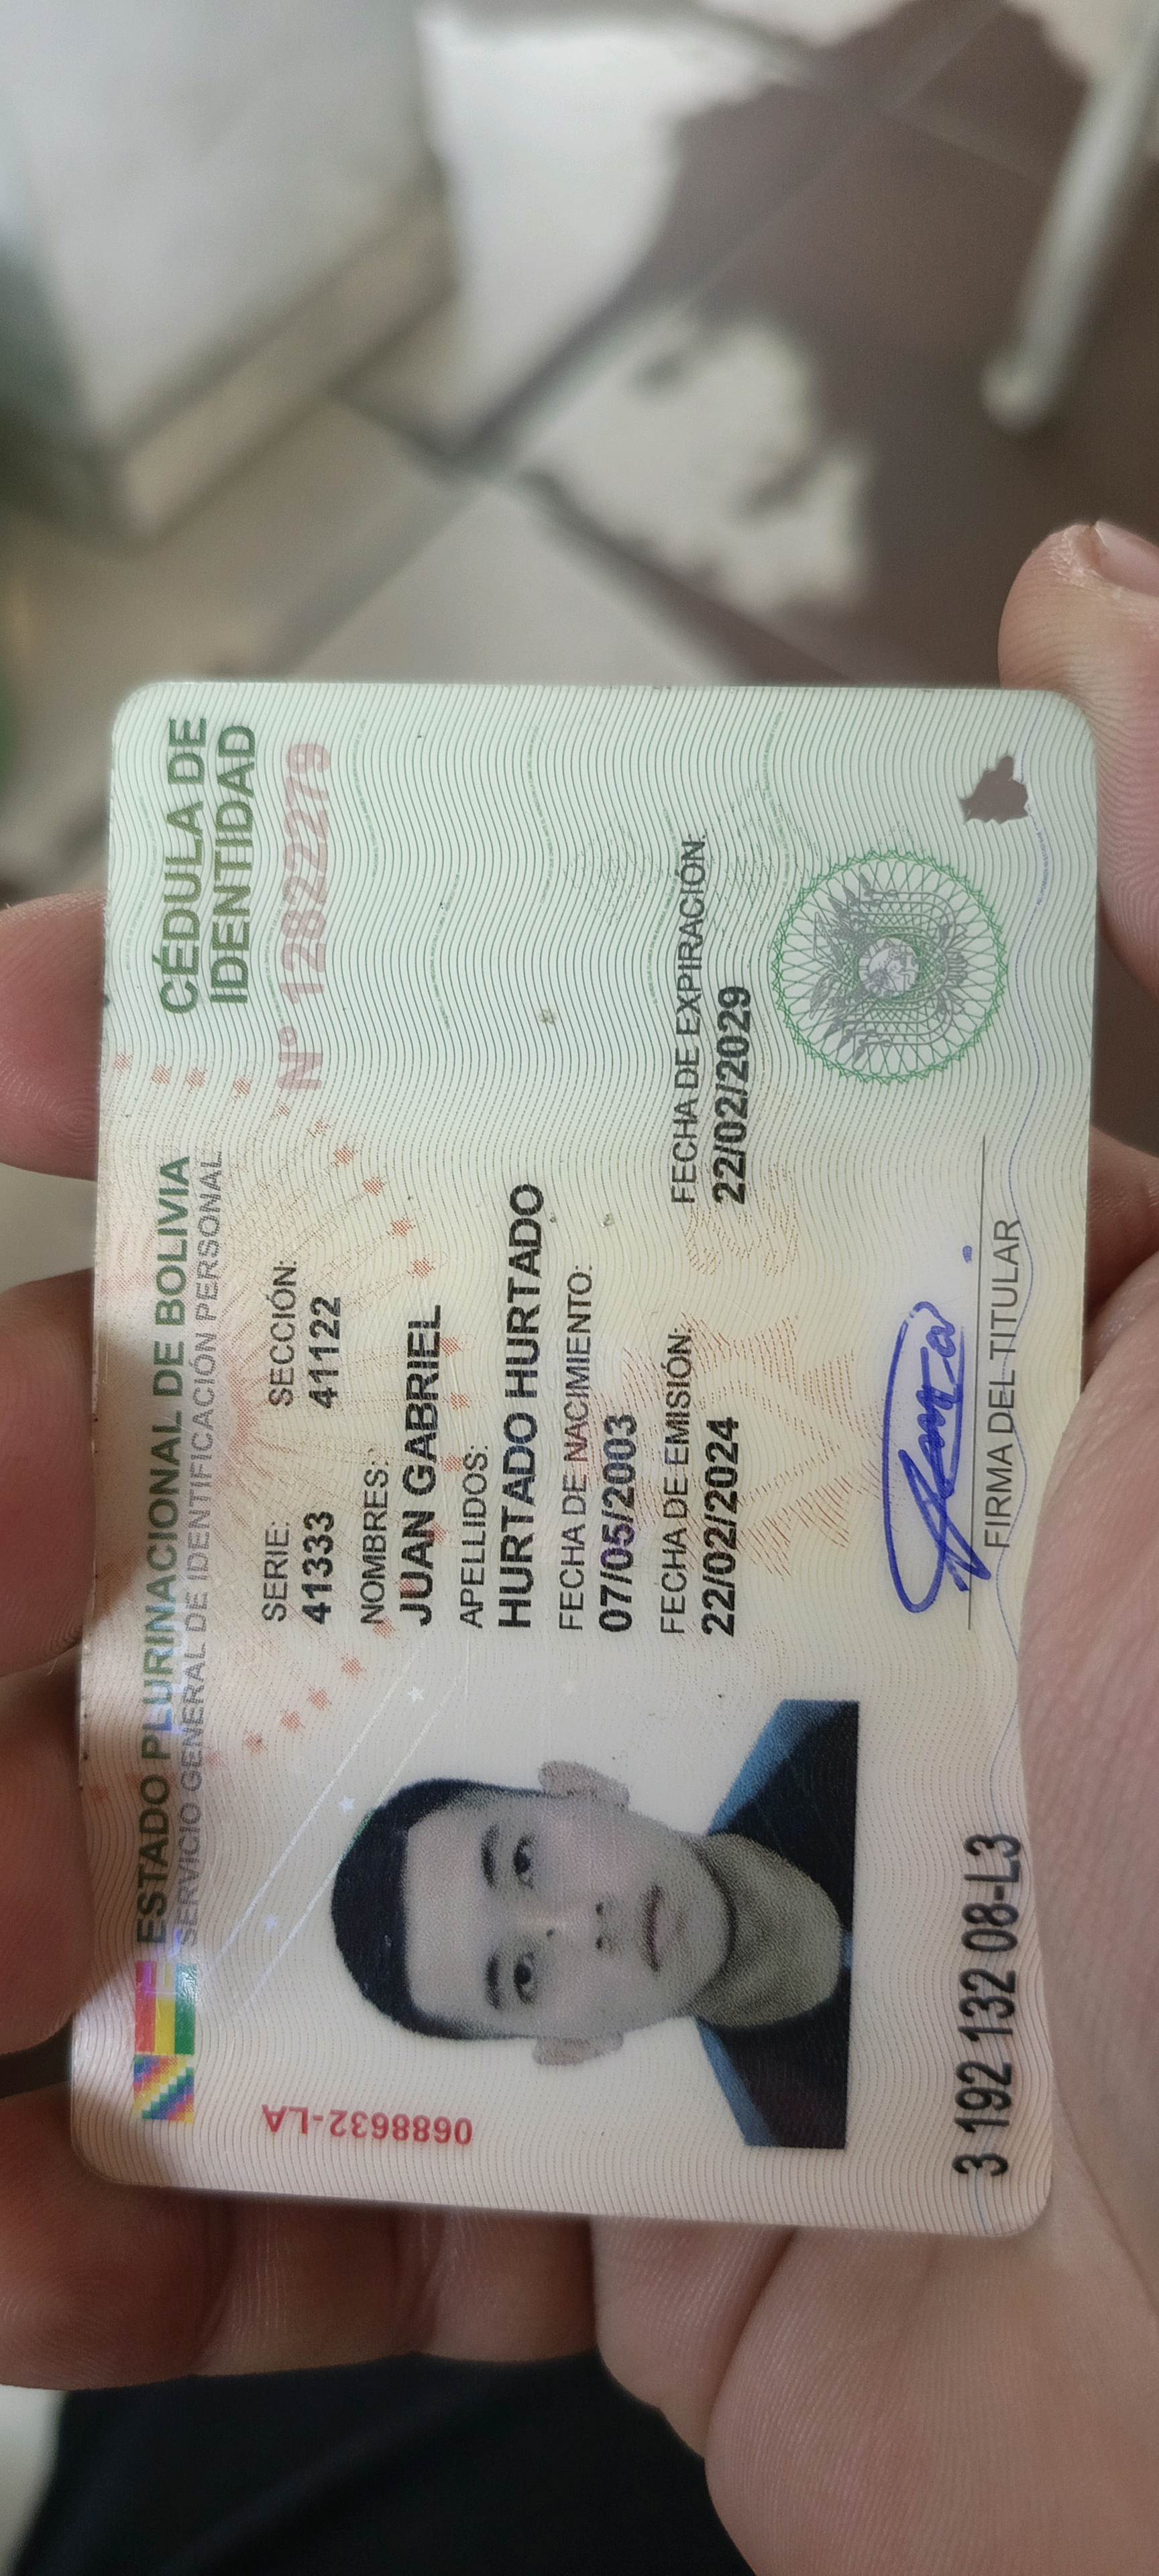 ESTADO PLURINACIONAL DE BOLIVIA
SERVICIO GENERAL DE IDENTIFICACIÓN PERSONAL
CÉDULA DE
IDENTIDAD
N° 12822279
SERIE:
41333
SECCIÓN:
41122
NOMBRES:
JUAN GABRIEL
APELLIDOS:
HURTADO HURTADO
FECHA DE NACIMIENTO:
07/05/2003
FECHA DE EMISIÓN:
22/02/2024
FECHA DE EXPIRACIÓN:
22/02/2029
0688632-LA
FIRMA DEL TITULAR
3 192 132 08-L3